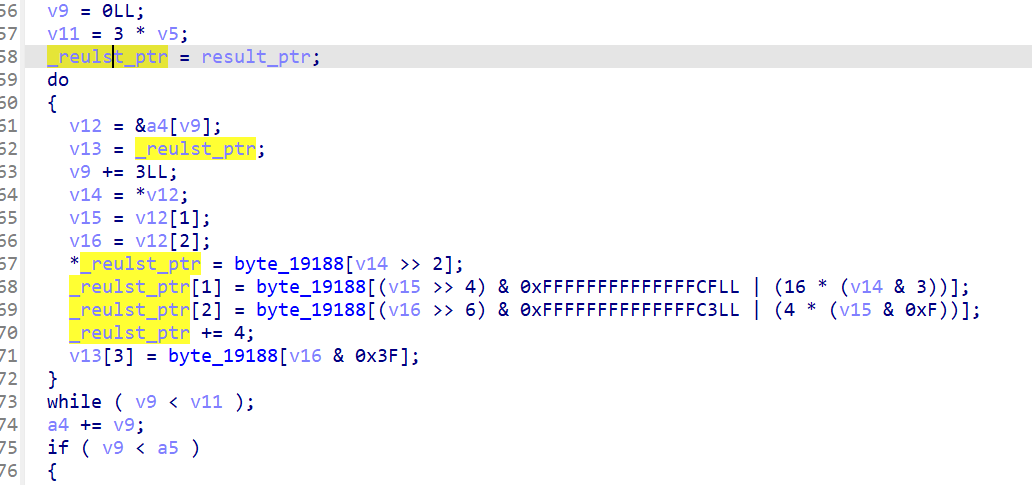 56 v9 = 0LL;
57 v11 = 3 * v5;
58 _reulst_ptr = result_ptr;
59 do
60 {
61 v12 = &a4[v9];
62 v13 = _reulst_ptr;
63 v9 += 3LL;
64 v14 = *v12;
65 v15 = v12[1];
66 v16 = v12[2];
67 *_reulst_ptr = byte_19188[v14 >> 2];
68 _reulst_ptr[1] = byte_19188[(v15 >> 4) & 0xFFFFFFFFFFFFFFCFLL | (16 * (v14 & 3))];
69 _reulst_ptr[2] = byte_19188[(v16 >> 6) & 0xFFFFFFFFFFFFFFC3LL | (4 * (v15 & 0xF))];
70 _reulst_ptr += 4;
71 v13[3] = byte_19188[v16 & 0x3F];
72 }
73 while ( v9 < v11 );
74 a4 += v9;
75 if ( v9 < a5 )
76 {